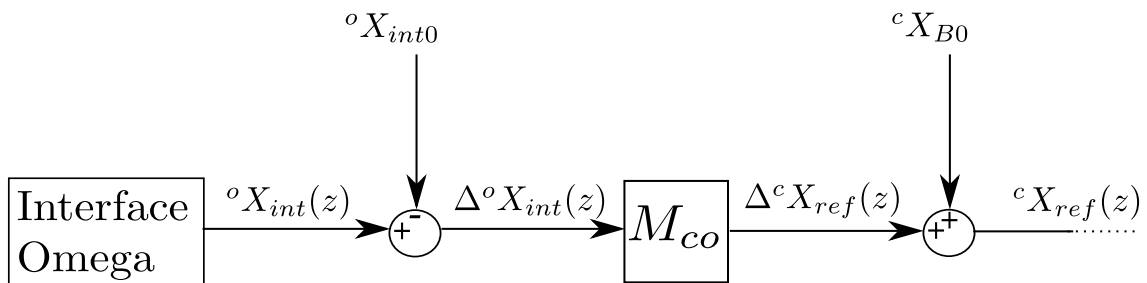 ^oX_{int0}
^cX_{B0}
Interface
Omega
^oX_{int}(z)
+ -
Δ^oX_{int}(z)
M_{co}
Δ^cX_{ref}(z)
+ +
^cX_{ref}(z)